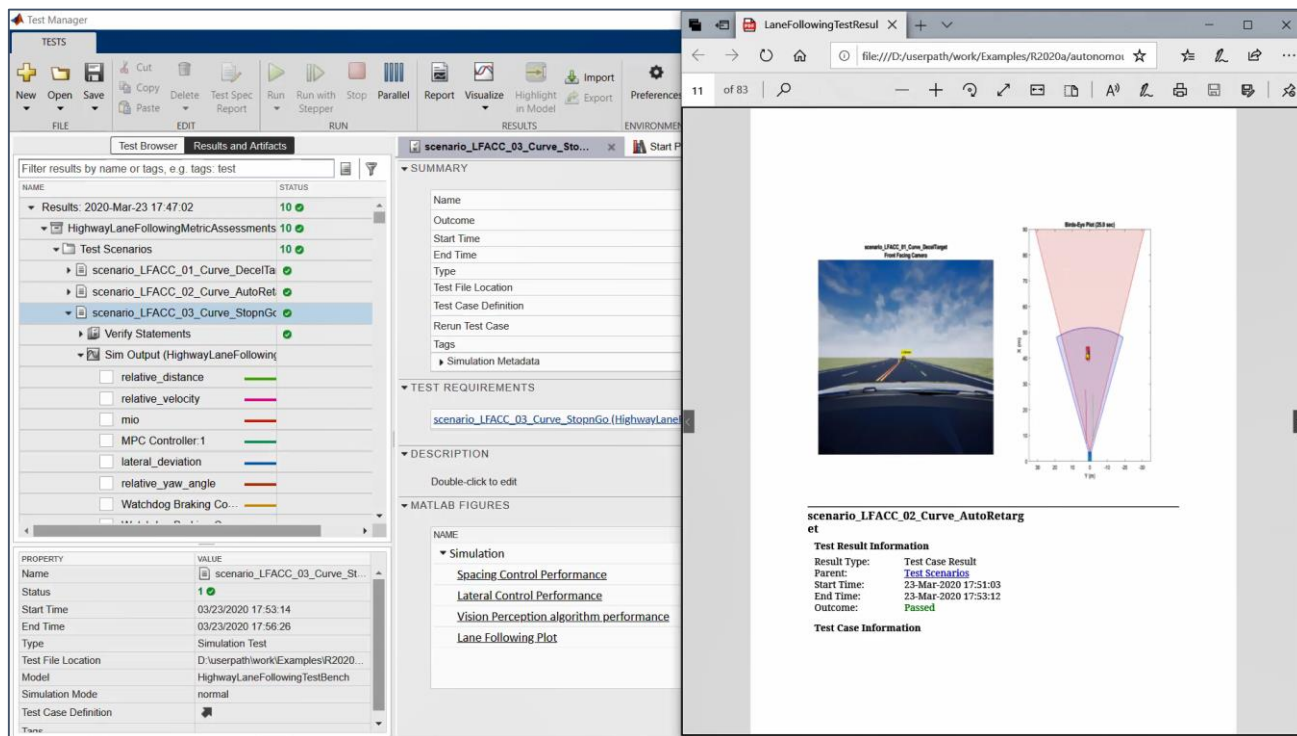 Test Manager
TESTS
New
Open
Save
Cut
Copy
Paste
Delete
Test Spec
Report
Run
Run with
Stepper
Stop
Parallel
Report
Visualize
Highlight
in Model
Import
Export
Preferences
FILE
EDIT
RUN
RESULTS
ENVIRONMEN
Test Browser
Results and Artifacts
Filter results by name or tags, e.g. tags: test
NAME
STATUS
Results: 2020-Mar-23 17:47:02
10
HighwayLaneFollowingMetricAssessments
10
Test Scenarios
10
scenario_LFACC_01_Curve_DecelTa
scenario_LFACC_02_Curve_AutoRet
scenario_LFACC_03_Curve_StopnGo
Verify Statements
Sim Output (HighwayLaneFollowing
relative_distance
relative_velocity
mio
MPC Controller:1
lateral_deviation
relative_yaw_angle
Watchdog Braking Co...
PROPERTY
VALUE
Name
scenario_LFACC_03_Curve_St...
Status
1
Start Time
03/23/2020 17:53:14
End Time
03/23/2020 17:56:26
Type
Simulation Test
Test File Location
D:\userpath\work\Examples\R2020...
Model
HighwayLaneFollowingTestBench
Simulation Mode
normal
Test Case Definition
Tags
scenario_LFACC_03_Curve_Sto...
Start P
SUMMARY
Name
Outcome
Start Time
End Time
Type
Test File Location
Test Case Definition
Rerun Test Case
Tags
Simulation Metadata
TEST REQUIREMENTS
scenario_LFACC_03_Curve_StopnGo (HighwayLaneF
DESCRIPTION
Double-click to edit
MATLAB FIGURES
NAME
Simulation
Spacing Control Performance
Lateral Control Performance
Vision Perception algorithm performance
Lane Following Plot
LaneFollowingTestResul
file:///D:/userpath/work/Examples/R2020a/autonomou
11
of 83
scenario_LFACC_01_Curve_DecelTarget
Front Facing Camera
Birds-Eye Plot
scenario_LFACC_02_Curve_AutoRetarg
et
Test Result Information
Result Type: Test Case Result
Parent: Test Scenarios
Start Time: 23-Mar-2020 17:51:03
End Time: 23-Mar-2020 17:53:12
Outcome: Passed
Test Case Information